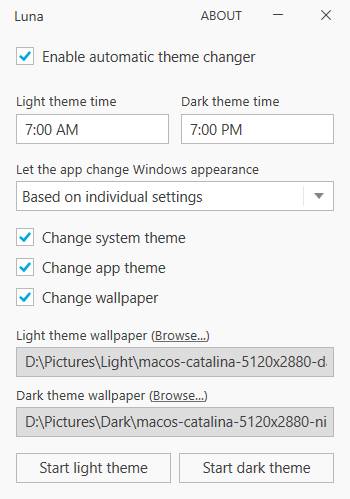 Luna ABOUT
Enable automatic theme changer
Light theme time Dark theme time
7:00 AM 7:00 PM
Let the app change Windows appearance
Based on individual settings
Change system theme
Change app theme
Change wallpaper
Light theme wallpaper (Browse...)
D:\Pictures\Light\macos-catalina-5120x2880-d
Dark theme wallpaper (Browse...)
D:\Pictures\Dark\macos-catalina-5120x2880-ni
Start light theme Start dark theme